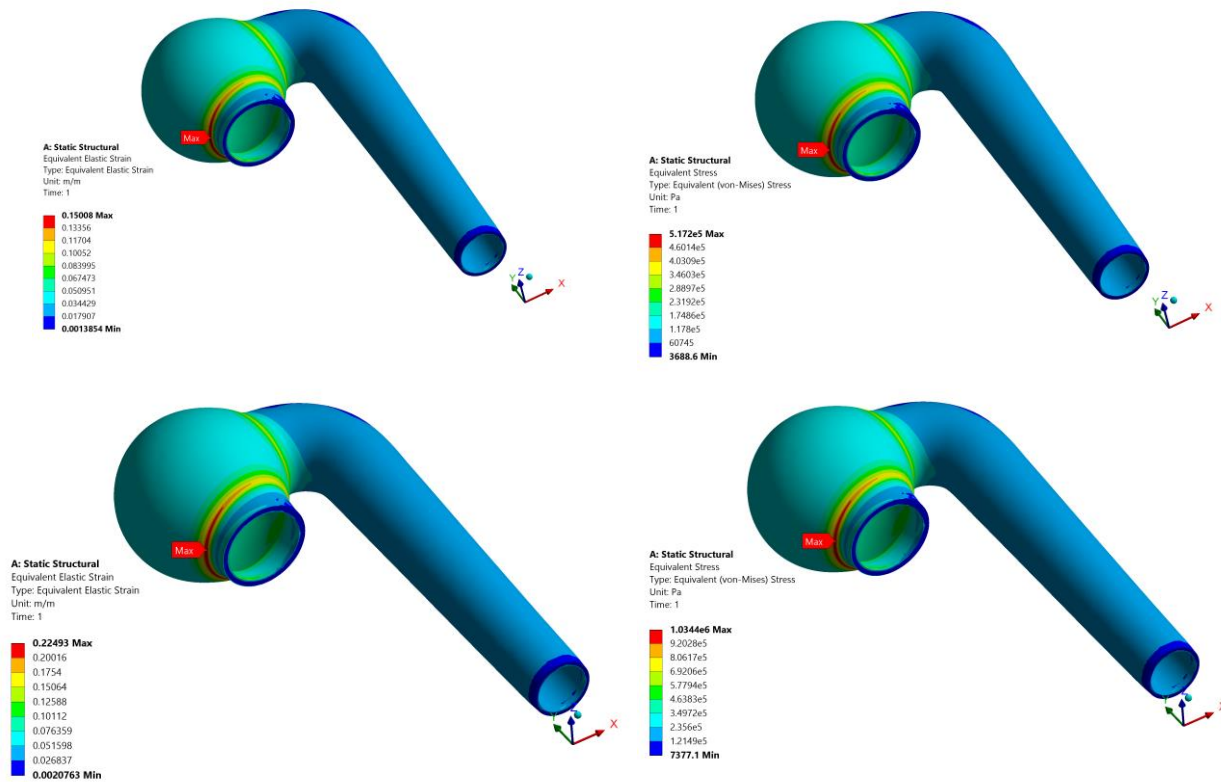 Max
A: Static Structural
Equivalent Elastic Strain
Type: Equivalent Elastic Strain
Unit: m/m
Time: 1
0.15008 Max
0.13356
0.11704
0.10052
0.083995
0.067473
0.050951
0.034429
0.017907
0.0013854 Min
Y
Z
X
Max
A: Static Structural
Equivalent Stress
Type: Equivalent (von-Mises) Stress
Unit: Pa
Time: 1
5.172e5 Max
4.6014e5
4.0309e5
3.4603e5
2.8897e5
2.3192e5
1.7486e5
1.178e5
60745
3688.6 Min
Y
Z
X
Max
A: Static Structural
Equivalent Elastic Strain
Type: Equivalent Elastic Strain
Unit: m/m
Time: 1
0.22493 Max
0.20016
0.1754
0.15064
0.12588
0.10112
0.076359
0.051598
0.026837
0.0020763 Min
Y
X
Max
A: Static Structural
Equivalent Stress
Type: Equivalent (von-Mises) Stress
Unit: Pa
Time: 1
1.0344e6 Max
9.2028e5
8.0617e5
6.9206e5
5.7794e5
4.6383e5
3.4972e5
2.356e5
1.2149e5
7377.1 Min
Y